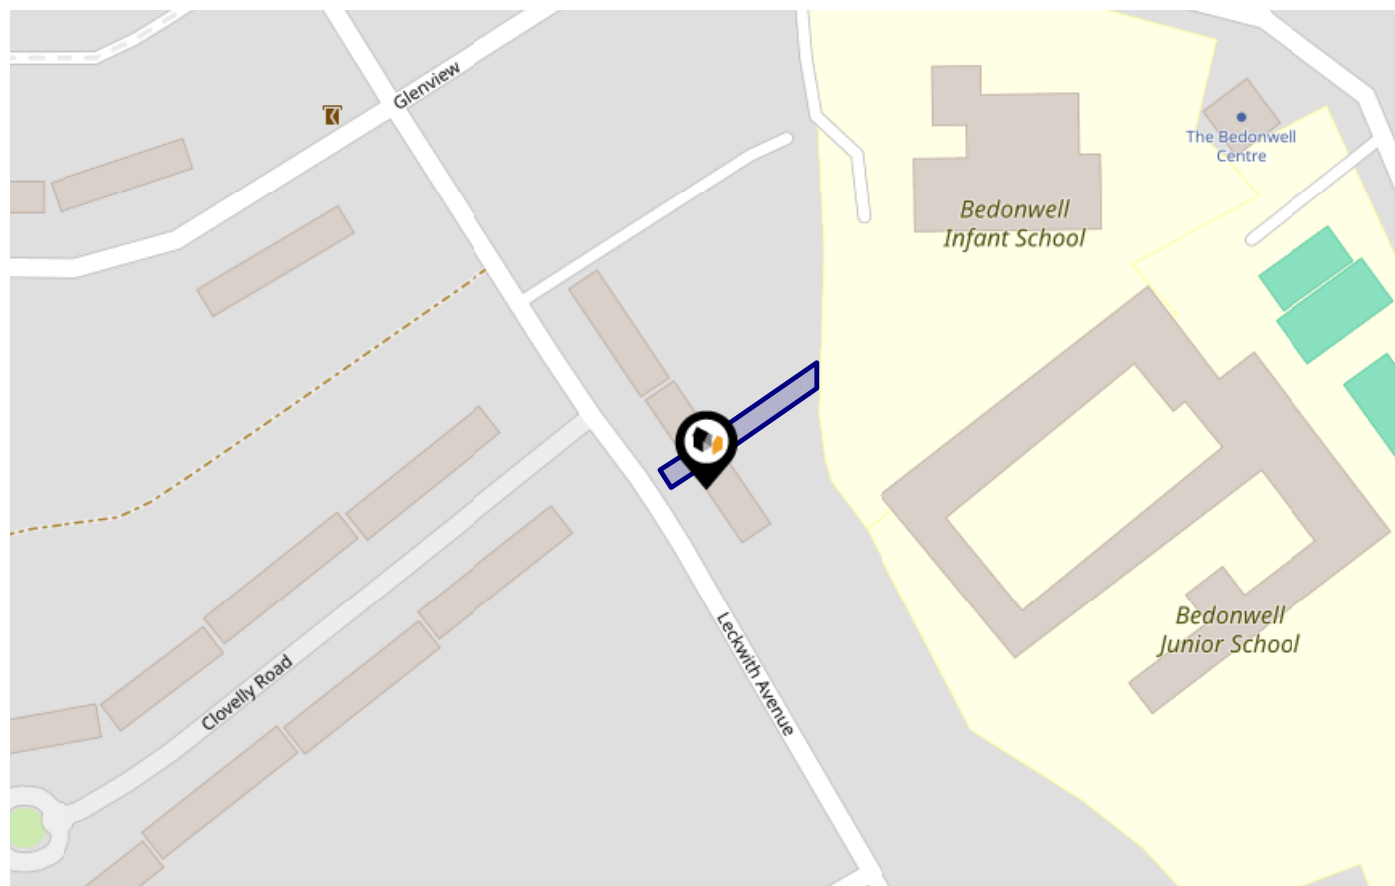 Glenview
The Bedonwell
Centre
Bedonwell
Infant School
Bedonwell
Junior School
Leckwith Avenue
Clovelly Road